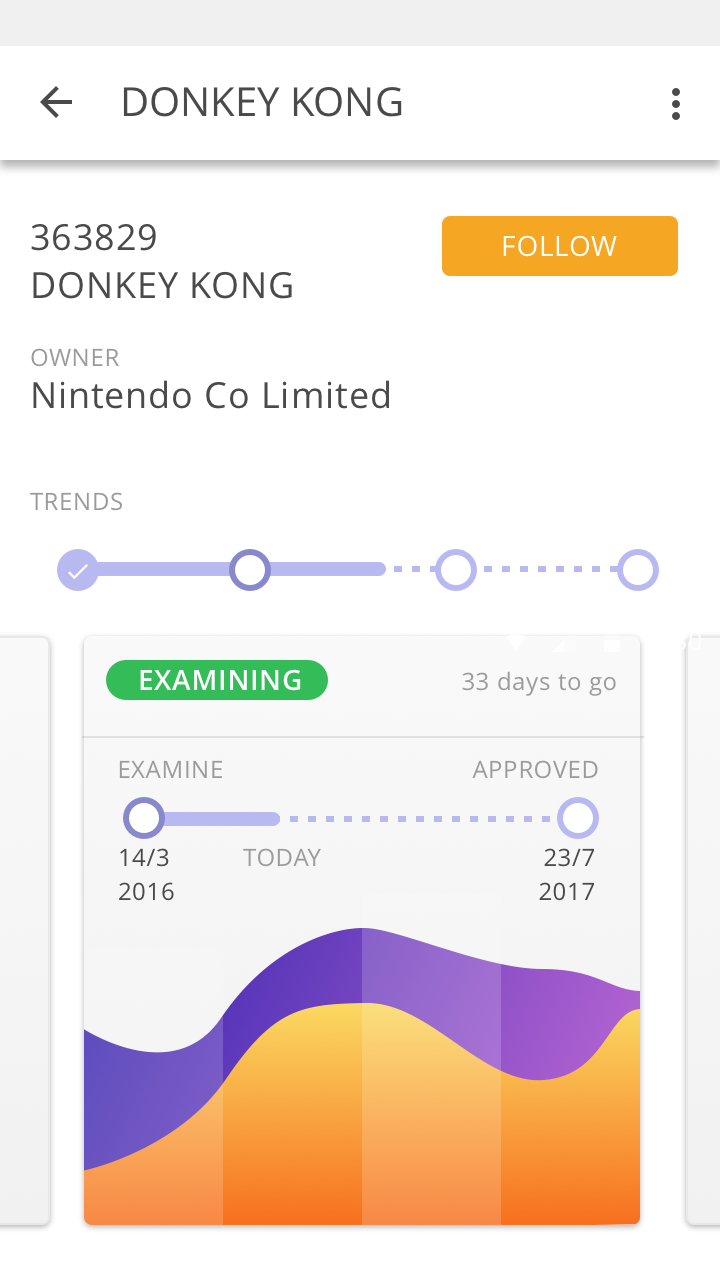 DONKEY KONG
363829
DONKEY KONG
FOLLOW
OWNER
Nintendo Co Limited
TRENDS
EXAMINING
33 days to go
EXAMINE
APPROVED
14/3
2016
TODAY
23/7
2017